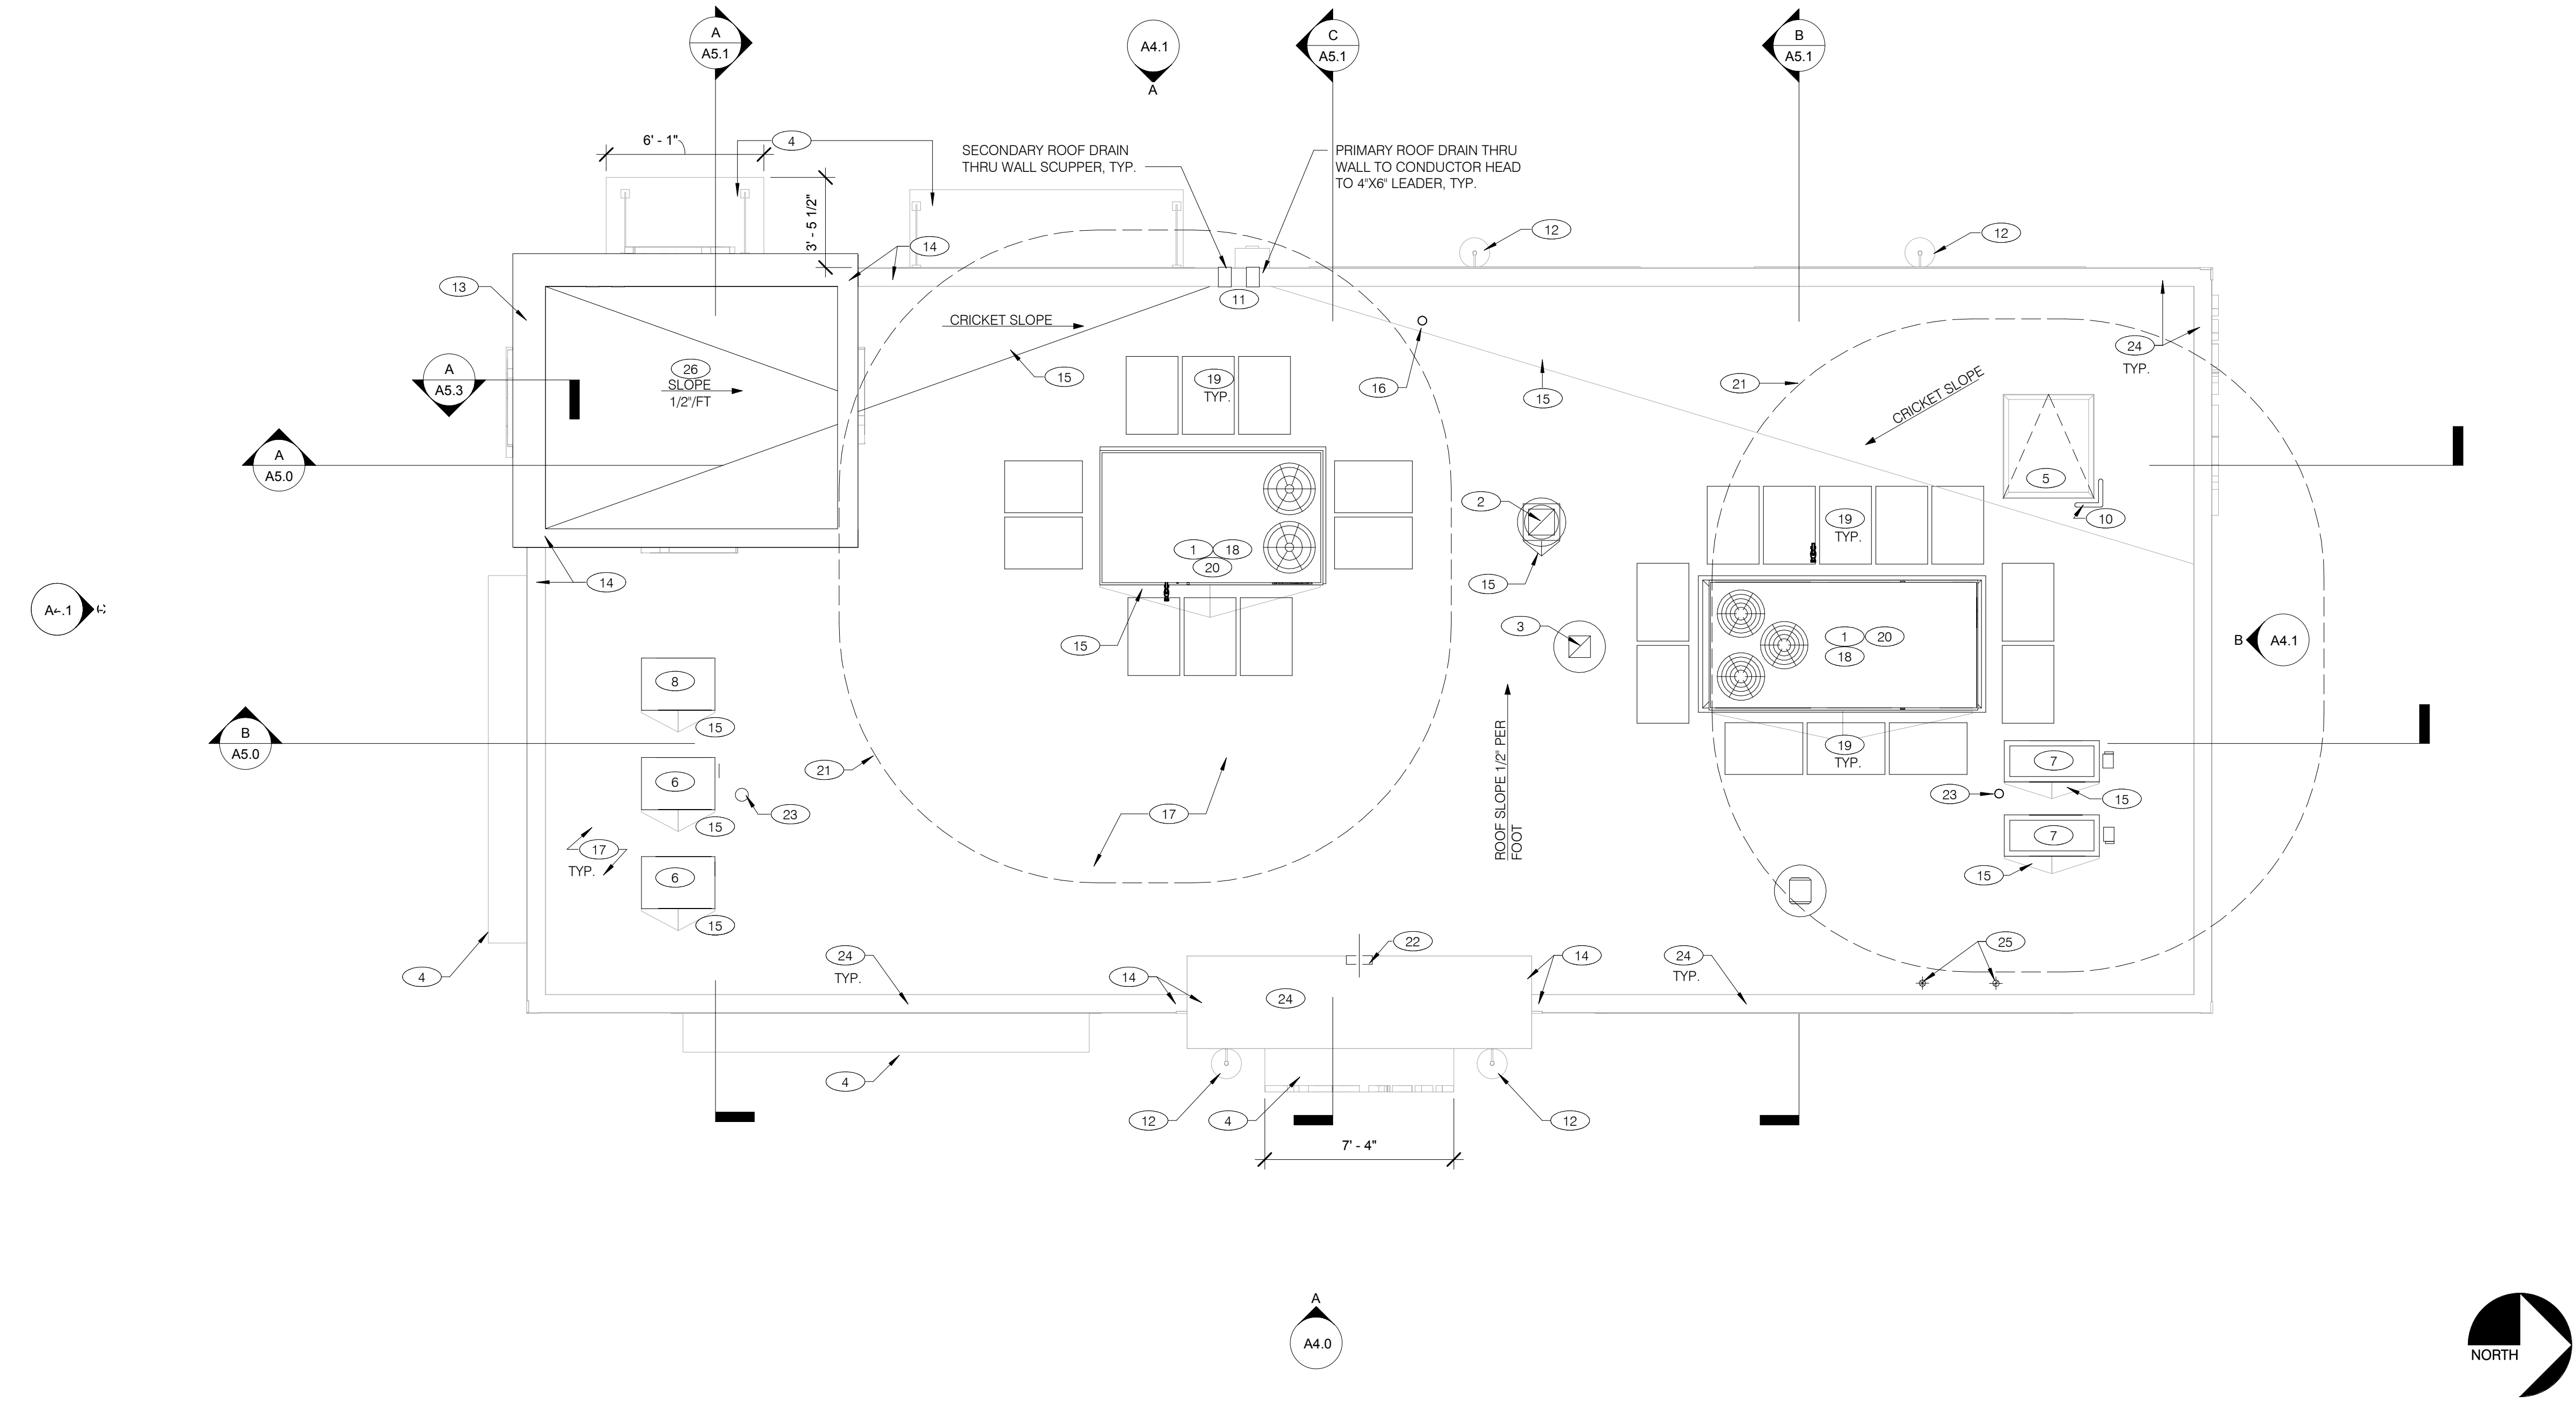 A
A5.1
A4.1
A
C
A5.1
B
A5.1
6' - 1"
4
SECONDARY ROOF DRAIN
THRU WALL SCUPPER, TYP.
PRIMARY ROOF DRAIN THRU
WALL TO CONDUCTOR HEAD
TO 4"X6" LEADER, TYP.
3' - 5 1/2"
14
12
12
13
11
CRICKET SLOPE
15
16
15
21
24
TYP.
A
A5.3
26
SLOPE
1/2"/FT
19
TYP.
CRICKET SLOPE
A
A5.0
5
10
2
19
TYP.
1
18
20
15
14
3
15
1
20
18
B
A4.1
8
15
B
A5.0
19
TYP.
7
15
21
6
15
23
23
17
ROOF SLOPE 1/2" PER
FOOT
17
TYP.
7
15
6
15
22
25
24
TYP.
14
14
24
TYP.
4
24
4
12
4
12
7' - 4"
A
A4.0
NORTH